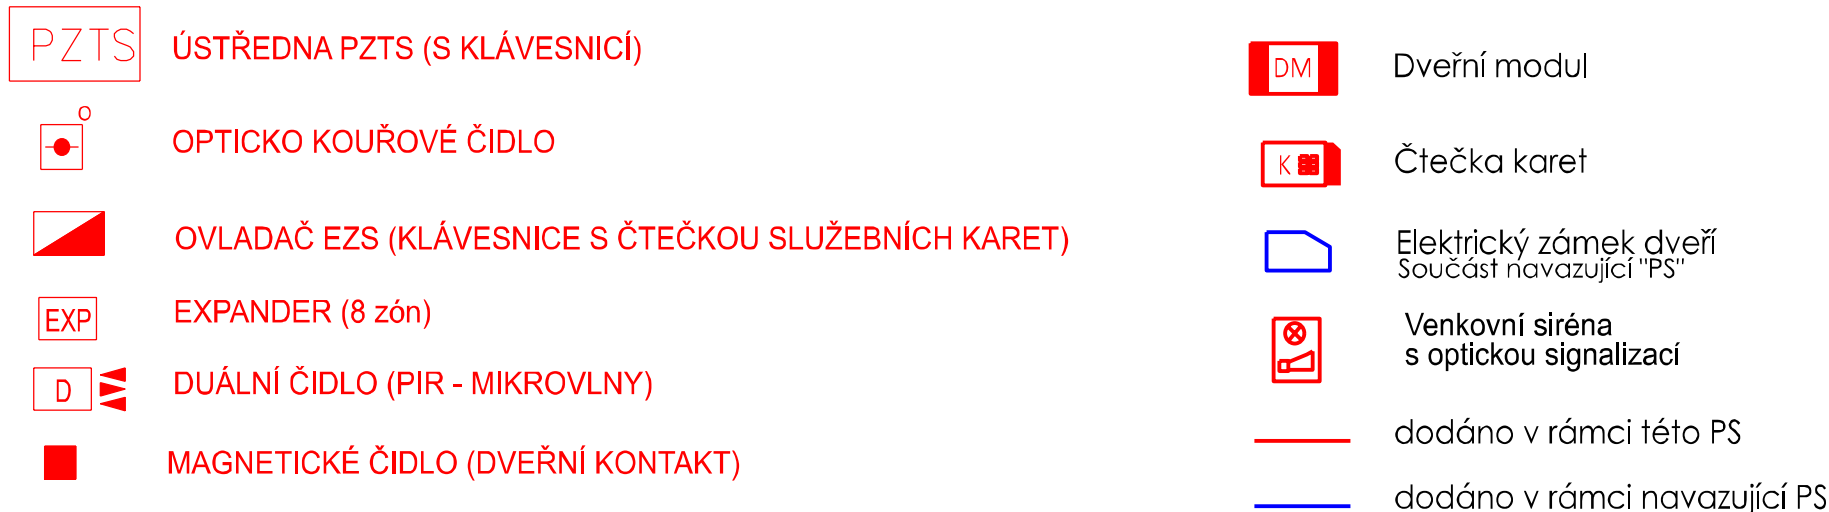 PZTS
ÚSTŘEDNA PZTS (S KLÁVESNICÍ)
O
OPTICKO KOUŘOVÉ ČIDLO
OVLADAČ EZS (KLÁVESNICE S ČTEČKOU SLUŽEBNÍCH KARET)
EXP
EXPANDER (8 zón)
D
DUÁLNÍ ČIDLO (PIR - MIKROVLNY)
MAGNETICKÉ ČIDLO (DVEŘNÍ KONTAKT)
DM
Dveřní modul
K
Čtečka karet
Elektrický zámek dveří
Součást navazující "PS"
Venkovní siréna
s optickou signalizací
dodáno v rámci této PS
dodáno v rámci navazující PS